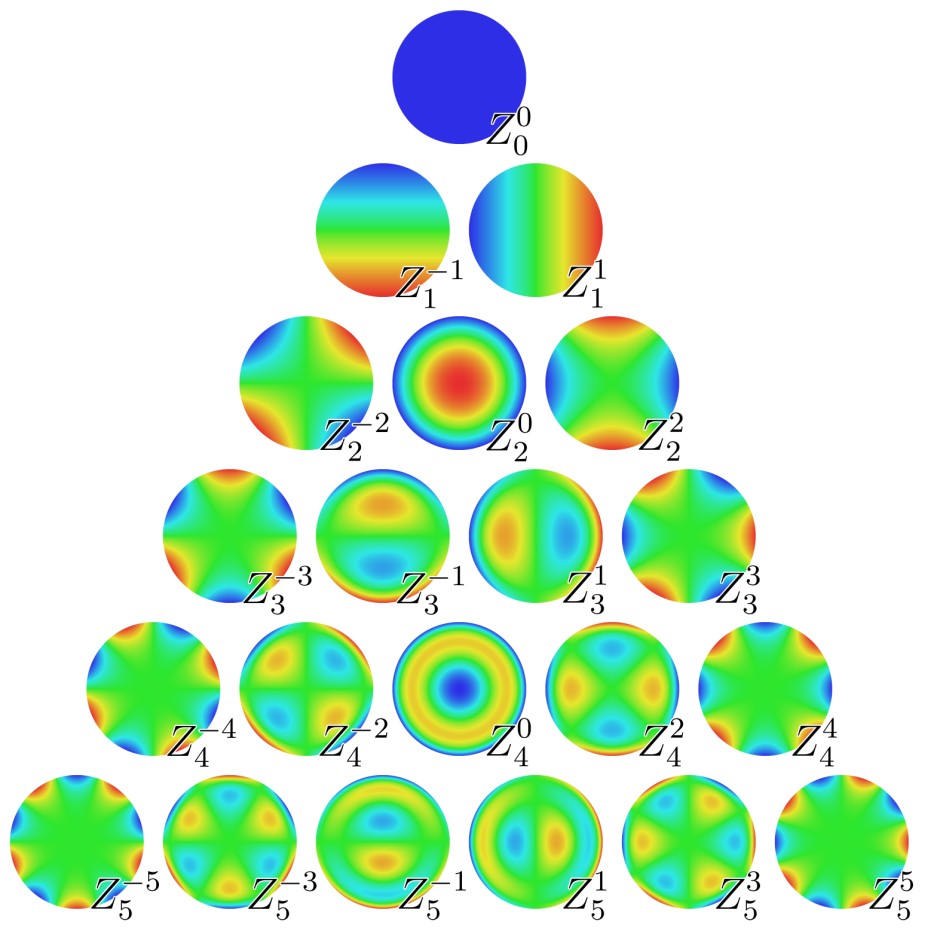 Z_0^0
Z_1^{-1} Z_1^1
Z_2^{-2} Z_2^0 Z_2^2
Z_3^{-3} Z_3^{-1} Z_3^1 Z_3^3
Z_4^{-4} Z_4^{-2} Z_4^0 Z_4^2 Z_4^4
Z_5^{-5} Z_5^{-3} Z_5^{-1} Z_5^1 Z_5^3 Z_5^5